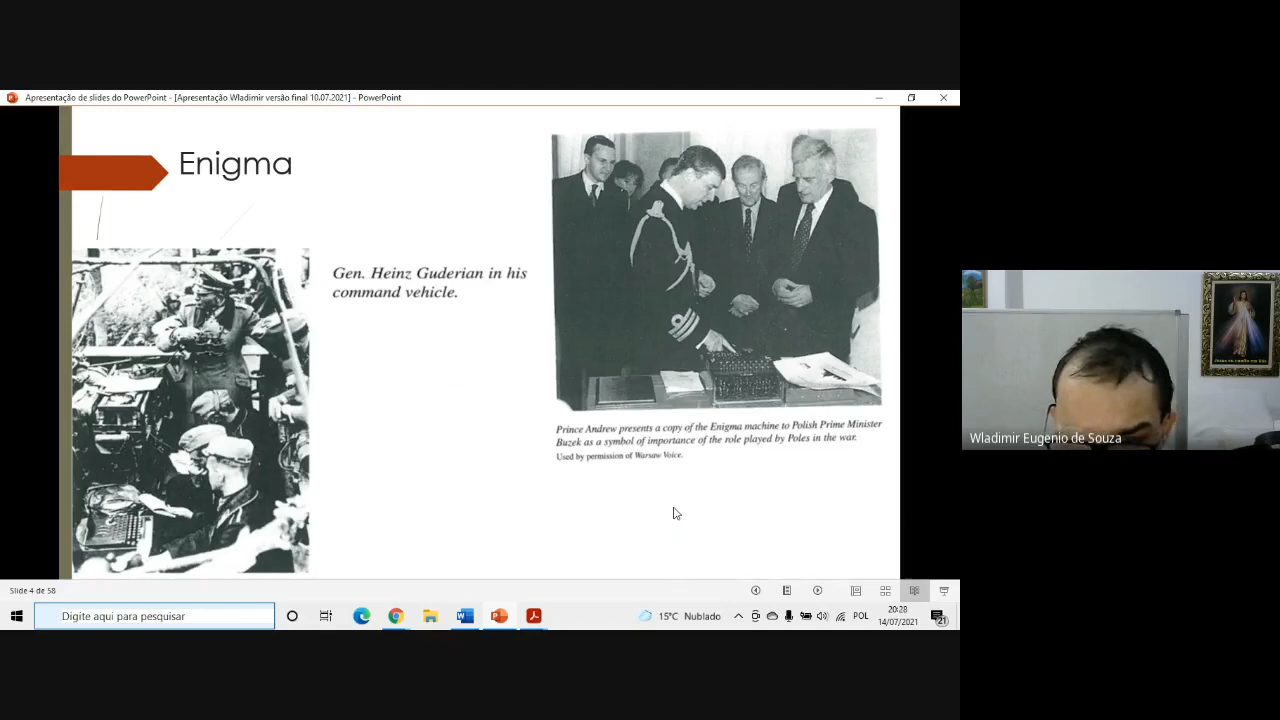 Apresentação de slides do PowerPoint - [Apresentação Wladimir versão final 10.07.2021] - PowerPoint
Enigma
Gen. Heinz Guderian in his
command vehicle.
Prince Andrew presents a copy of the Enigma machine to Polish Prime Minister
Buzek as a symbol of importance of the role played by Poles in the war.
Used by permission of Warsaw Voice.
Wladimir Eugenio de Souza
Slide 4 de 58
Digite aqui para pesquisar
15°C Nublado
POL
20:28
14/07/2021
21